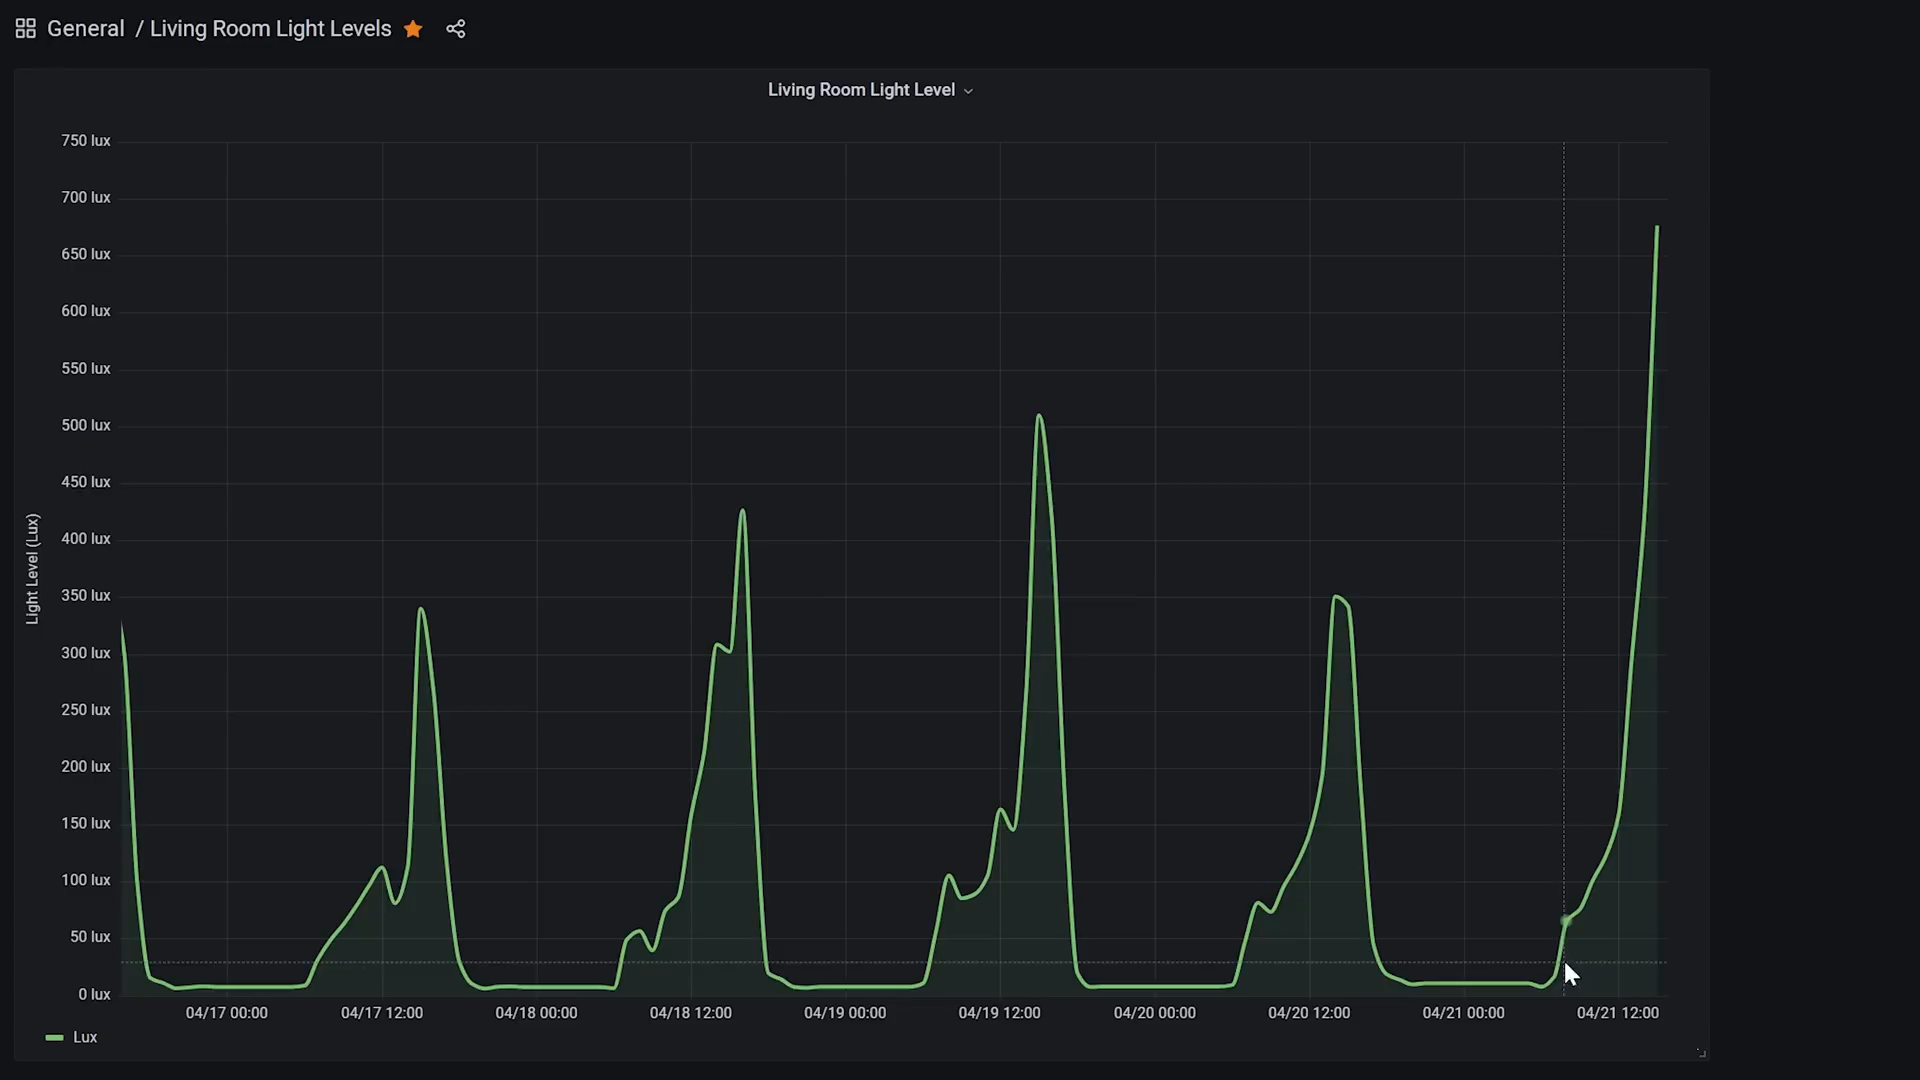 General / Living Room Light Levels
Living Room Light Level
750 lux
700 lux
650 lux
600 lux
550 lux
500 lux
450 lux
400 lux
350 lux
300 lux
250 lux
200 lux
150 lux
100 lux
50 lux
0 lux
Light Level (Lux)
04/17 00:00 04/17 12:00 04/18 00:00 04/18 12:00 04/19 00:00 04/19 12:00 04/20 00:00 04/20 12:00 04/21 00:00 04/21 12:00
Lux